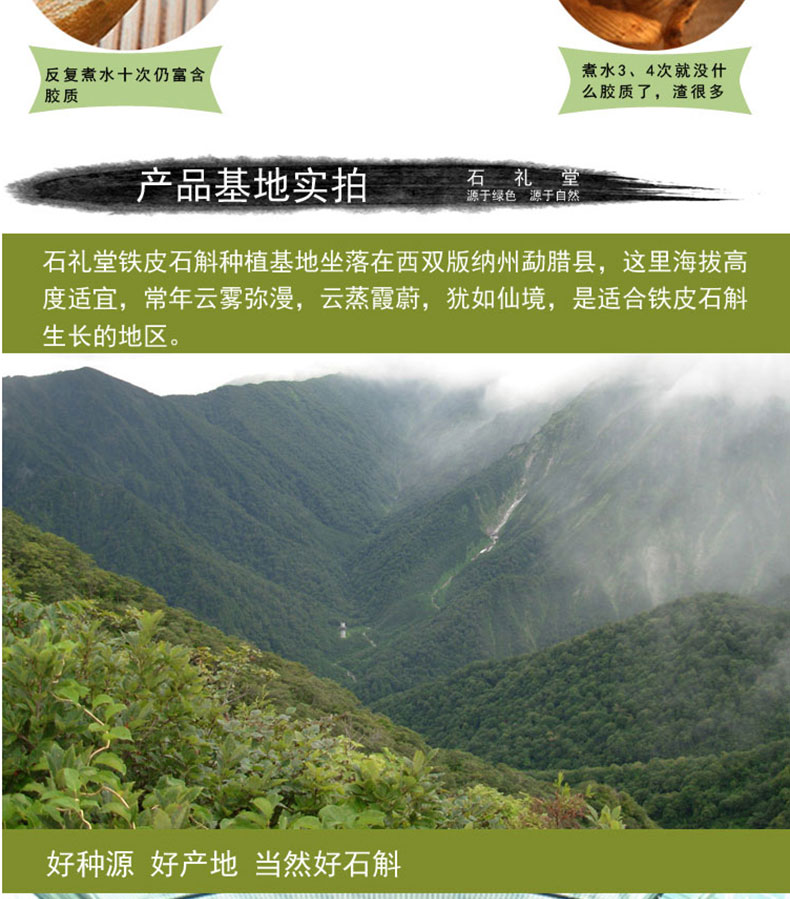 反复煮水十次仍富含
胶质
煮水3、4次就没什
么胶质了，渣很多
产品基地实拍
石 礼 堂
源于绿色 源于自然
石礼堂铁皮石斛种植基地坐落在西双版纳州勐腊县，这里海拔高
度适宜，常年云雾弥漫，云蒸霞蔚，犹如仙境，是适合铁皮石斛
生长的地区。
好种源 好产地 当然好石斛